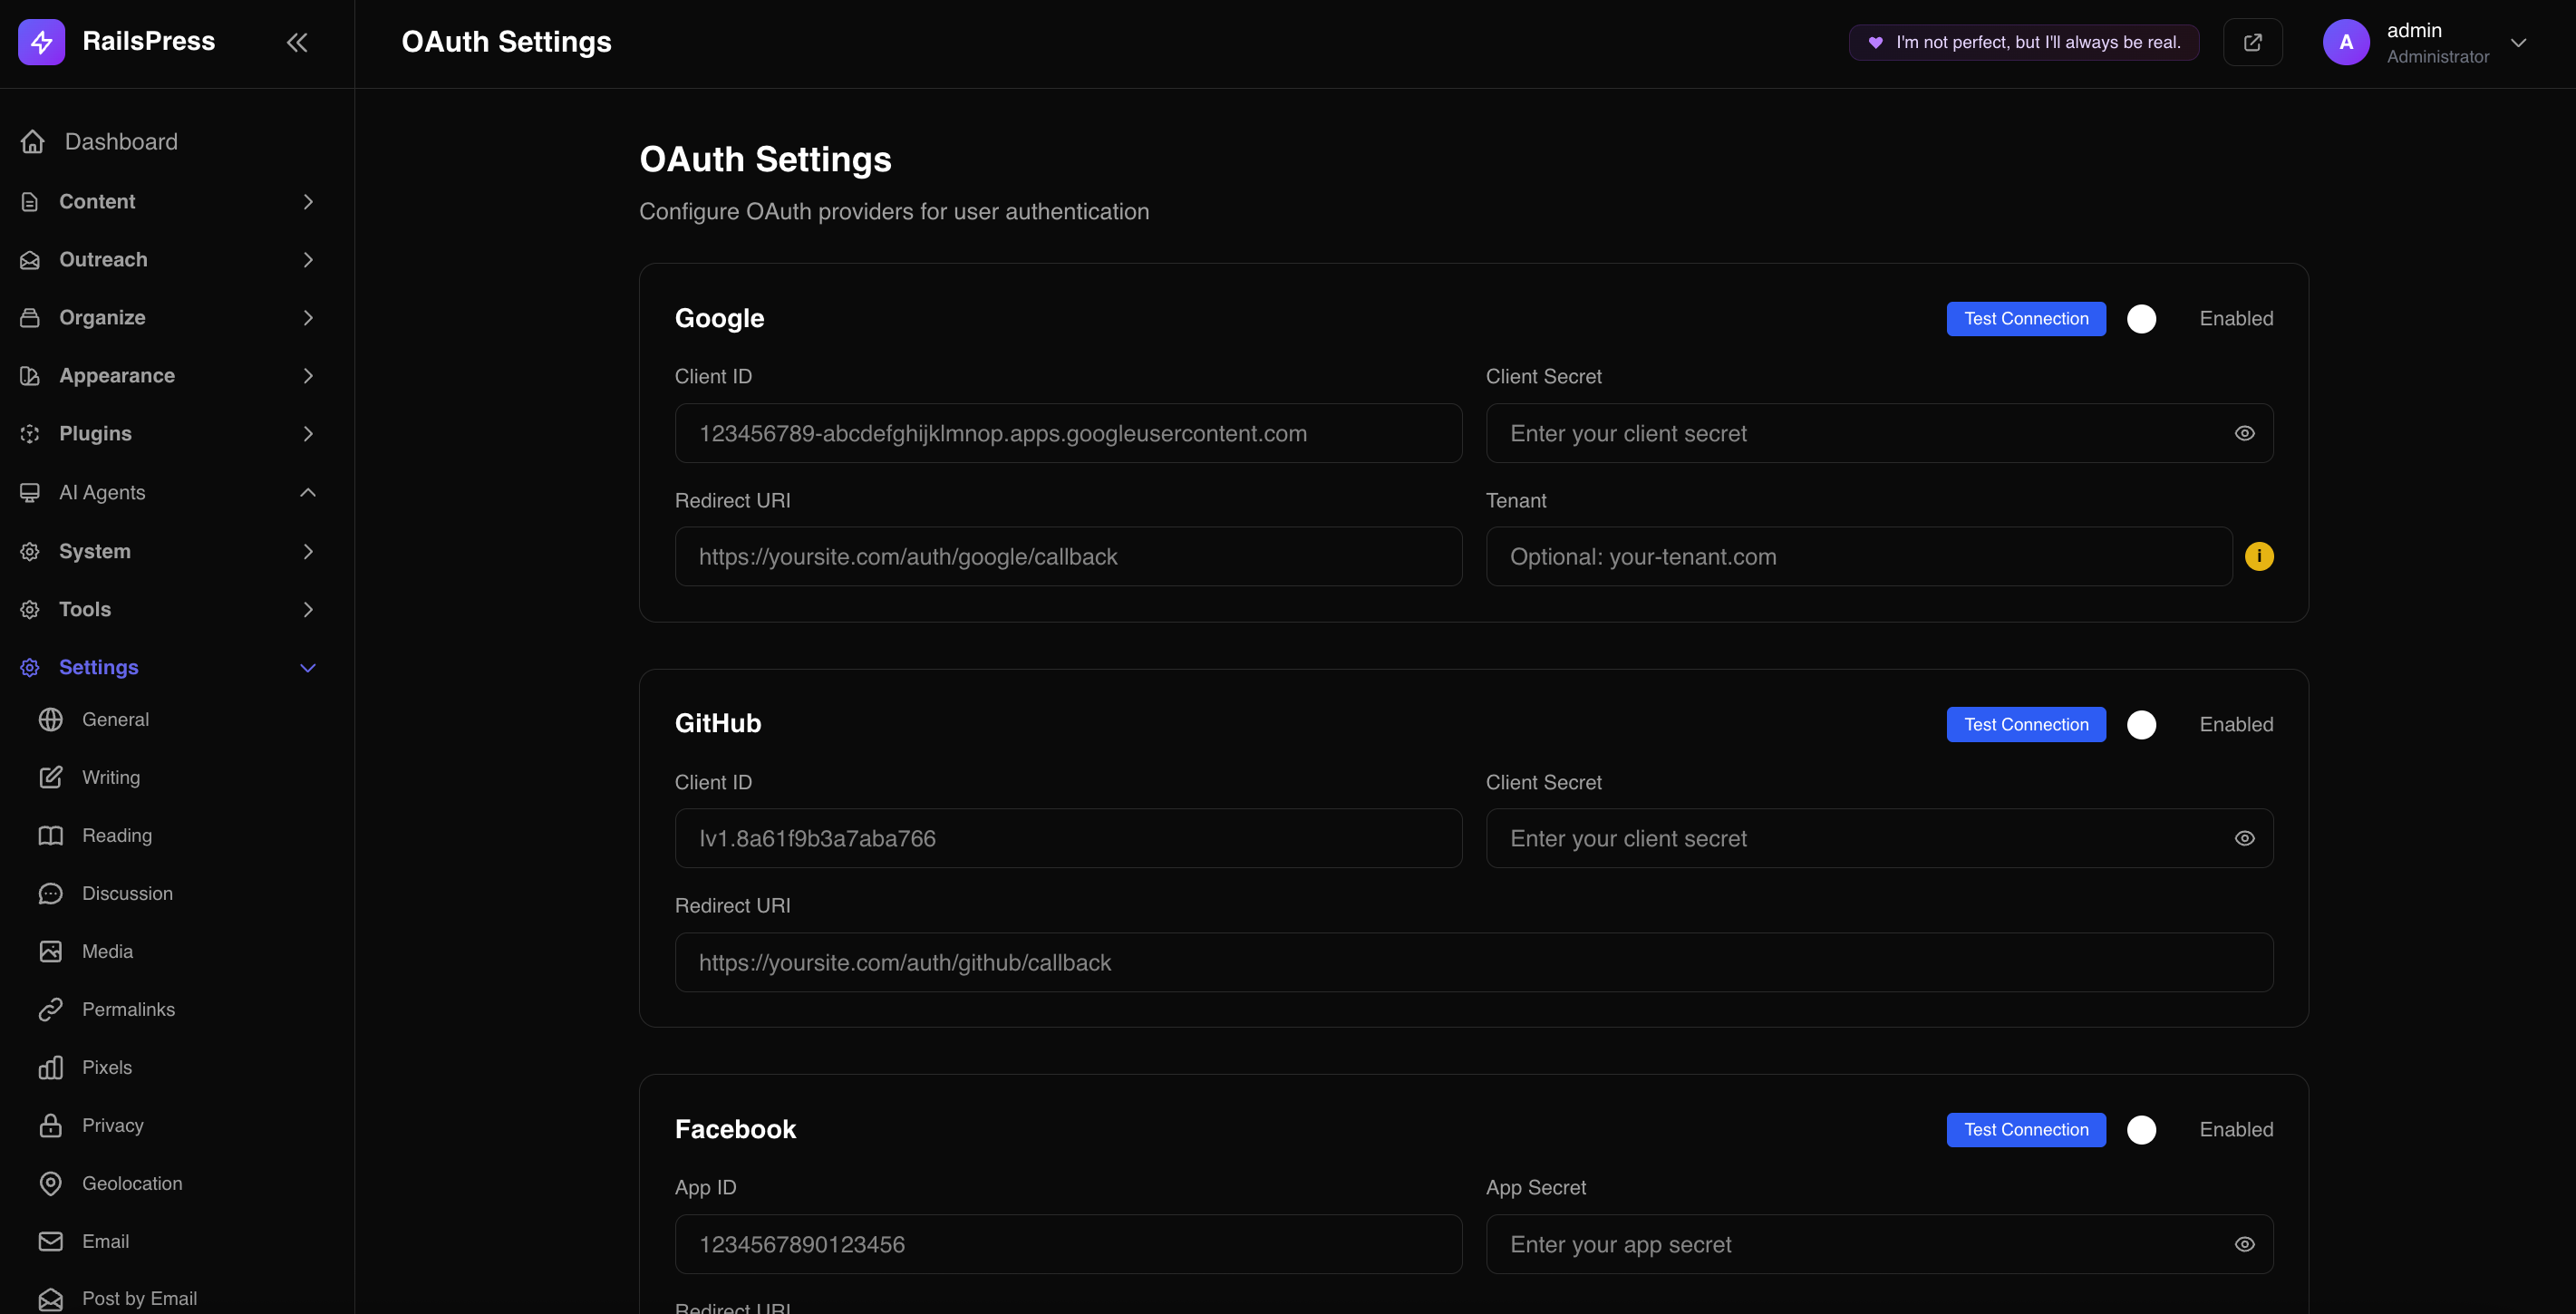 RailsPress
OAuth Settings
I'm not perfect, but I'll always be real.
A
admin
Administrator
Dashboard
Content
Outreach
Organize
Appearance
Plugins
AI Agents
System
Tools
Settings
General
Writing
Reading
Discussion
Media
Permalinks
Pixels
Privacy
Geolocation
Email
Post by Email
OAuth Settings
Configure OAuth providers for user authentication
Google
Test Connection
Enabled
Client ID
Client Secret
123456789-abcdefghijklmnop.apps.googleusercontent.com
Enter your client secret
Redirect URI
Tenant
https://yoursite.com/auth/google/callback
Optional: your-tenant.com
i
GitHub
Test Connection
Enabled
Client ID
Client Secret
Iv1.8a61f9b3a7aba766
Enter your client secret
Redirect URI
https://yoursite.com/auth/github/callback
Facebook
Test Connection
Enabled
App ID
App Secret
1234567890123456
Enter your app secret
Redirect URI